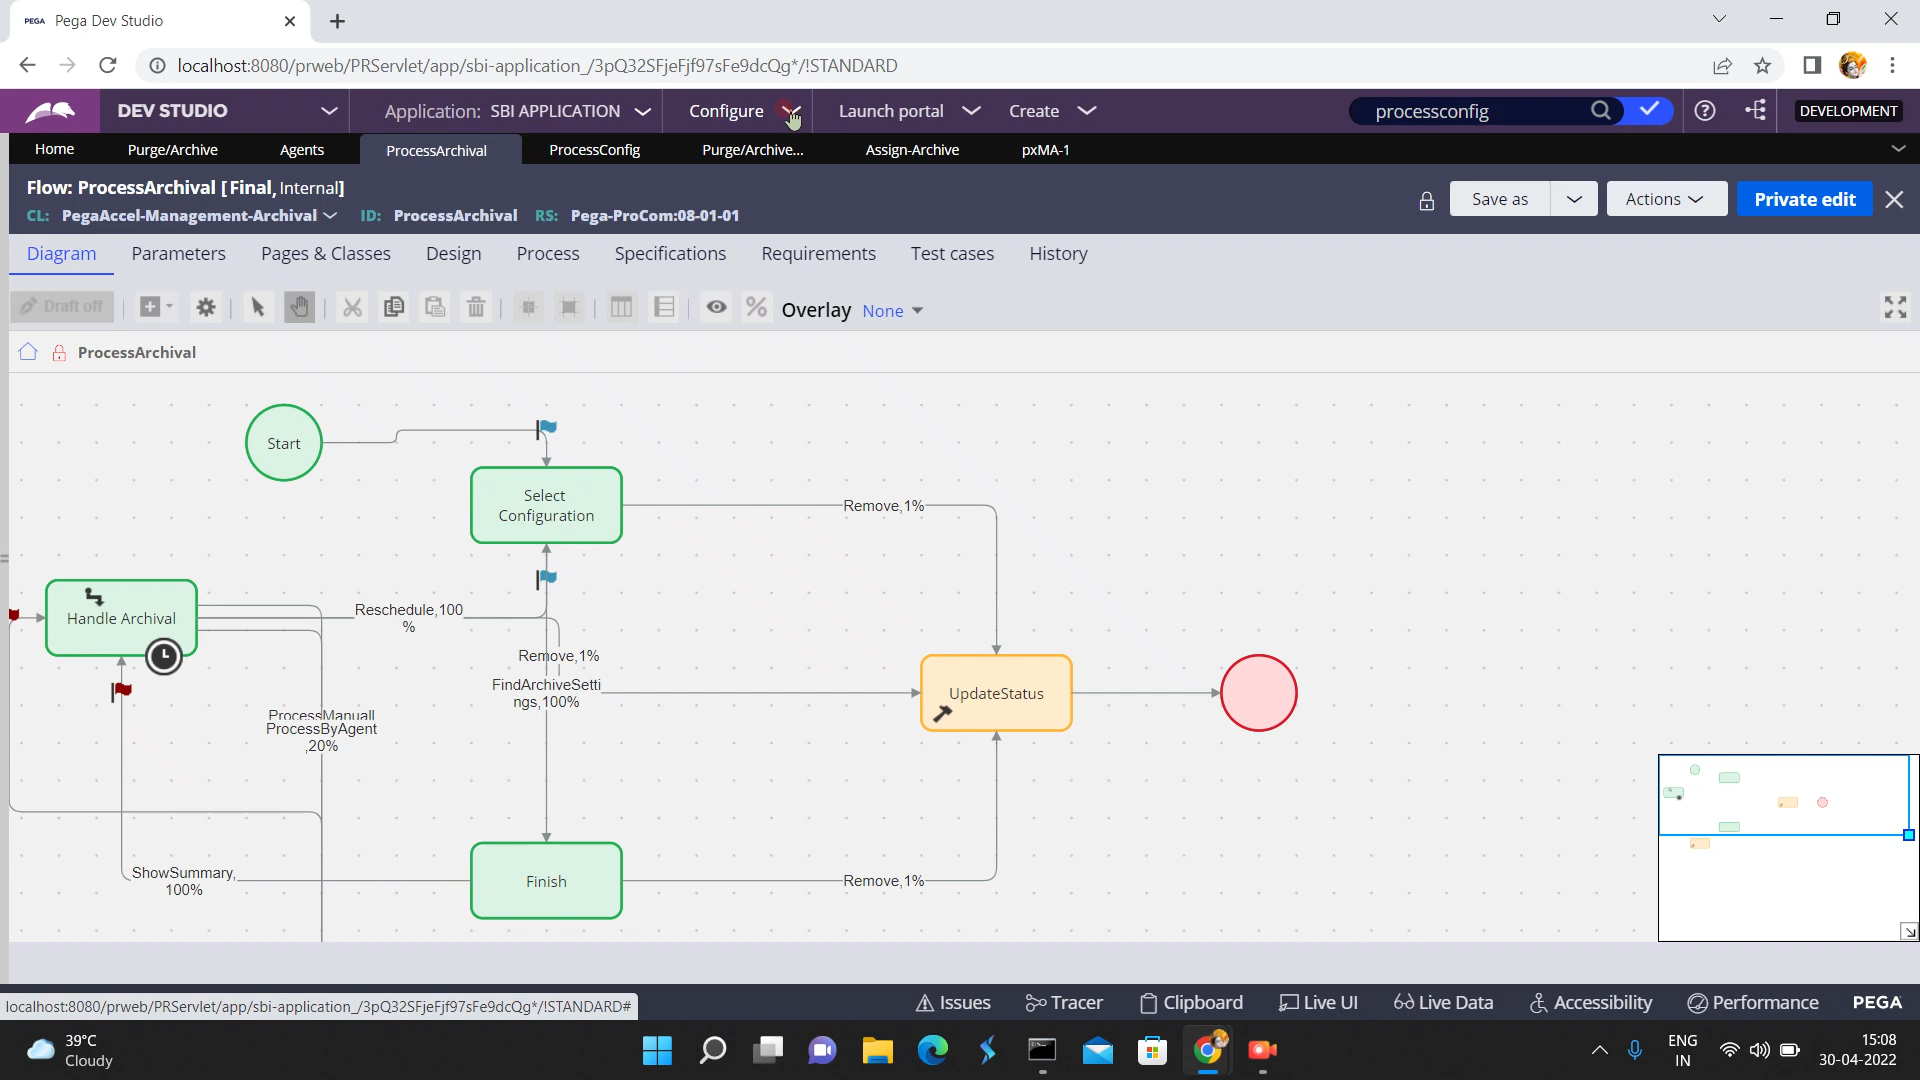 PEGA Pega Dev Studio
localhost:8080/prweb/PRServlet/app/sbi-application_/3pQ32SFjeFjf97sFe9dcQg*/!STANDARD
DEV STUDIO
Application: SBI APPLICATION
Configure
Launch portal
Create
processconfig
DEVELOPMENT
Home
Purge/Archive
Agents
ProcessArchival
ProcessConfig
Purge/Archive...
Assign-Archive
pxMA-1
Flow: ProcessArchival [Final, Internal]
CL: PegaAccel-Management-Archival ID: ProcessArchival RS: Pega-ProCom:08-01-01
Save as
Actions
Private edit
Diagram
Parameters
Pages & Classes
Design
Process
Specifications
Requirements
Test cases
History
Draft off
Overlay None
ProcessArchival
Start
Select
Configuration
Remove,1%
Handle Archival
Reschedule,100
%
Remove,1%
FindArchiveSetti
ngs,100%
UpdateStatus
ProcessManuall
ProcessByAgent
,20%
ShowSummary,
100%
Finish
Remove,1%
localhost:8080/prweb/PRServlet/app/sbi-application_/3pQ32SFjeFjf97sFe9dcQg*/!STANDARD#
Issues
Tracer
Clipboard
Live UI
Live Data
Accessibility
Performance
PEGA
39°C
Cloudy
ENG
IN
15:08
30-04-2022